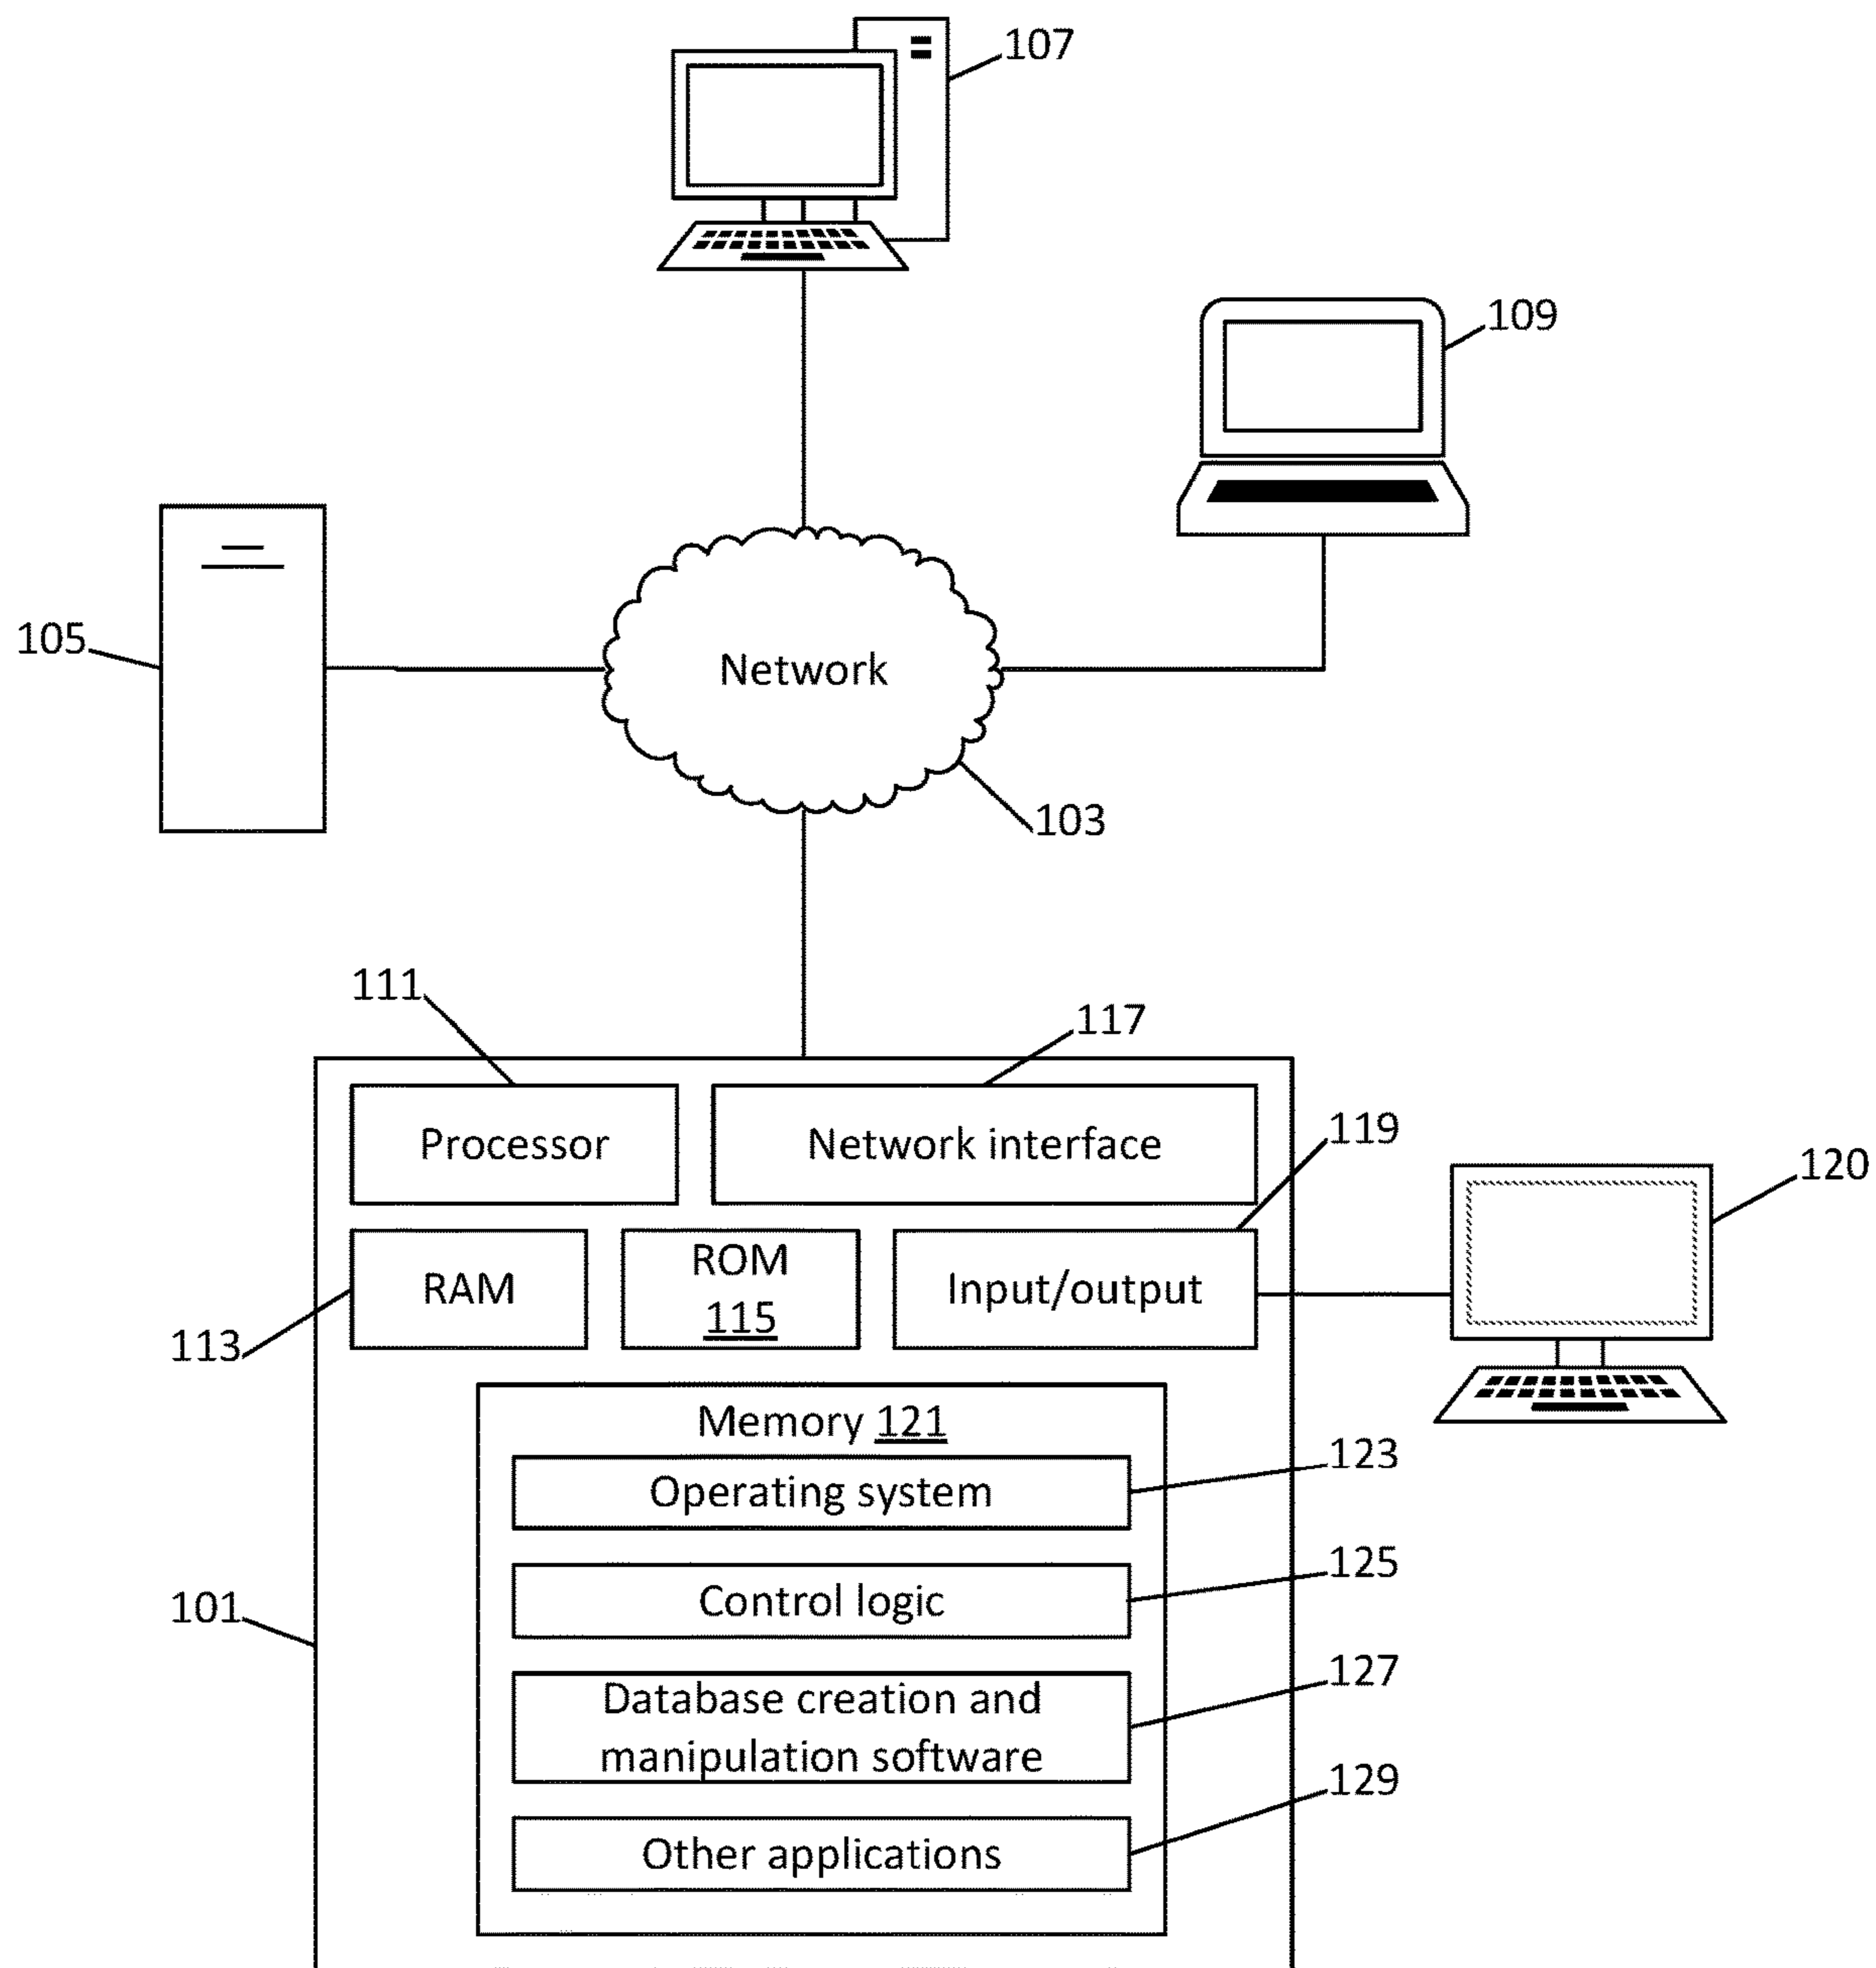 107
109
105
Network
103
111
117
Processor
Network interface
119
120
RAM
ROM
115
Input/output
113
Memory 121
123
Operating system
125
Control logic
101
127
Database creation and
manipulation software
129
Other applications